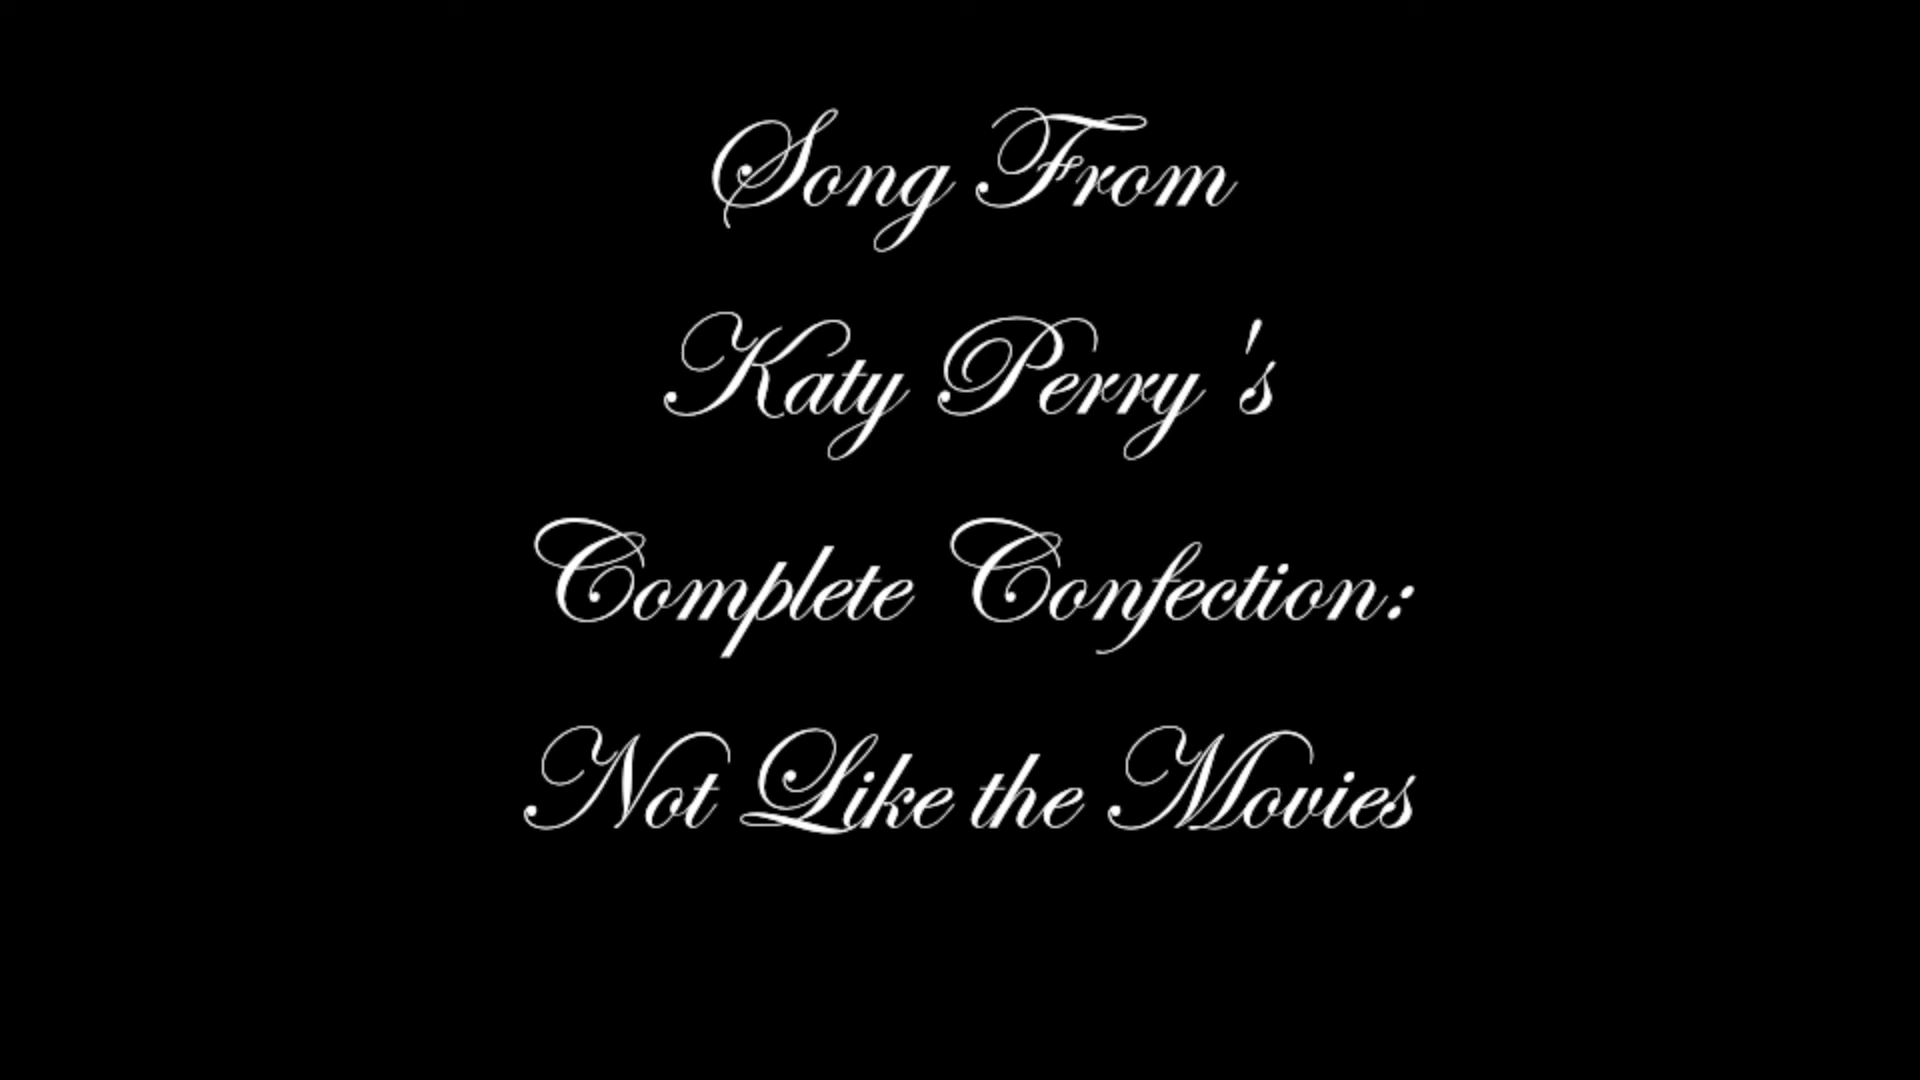 Song From
Katy Perry 's
Complete Confection:
Not Like the Movies